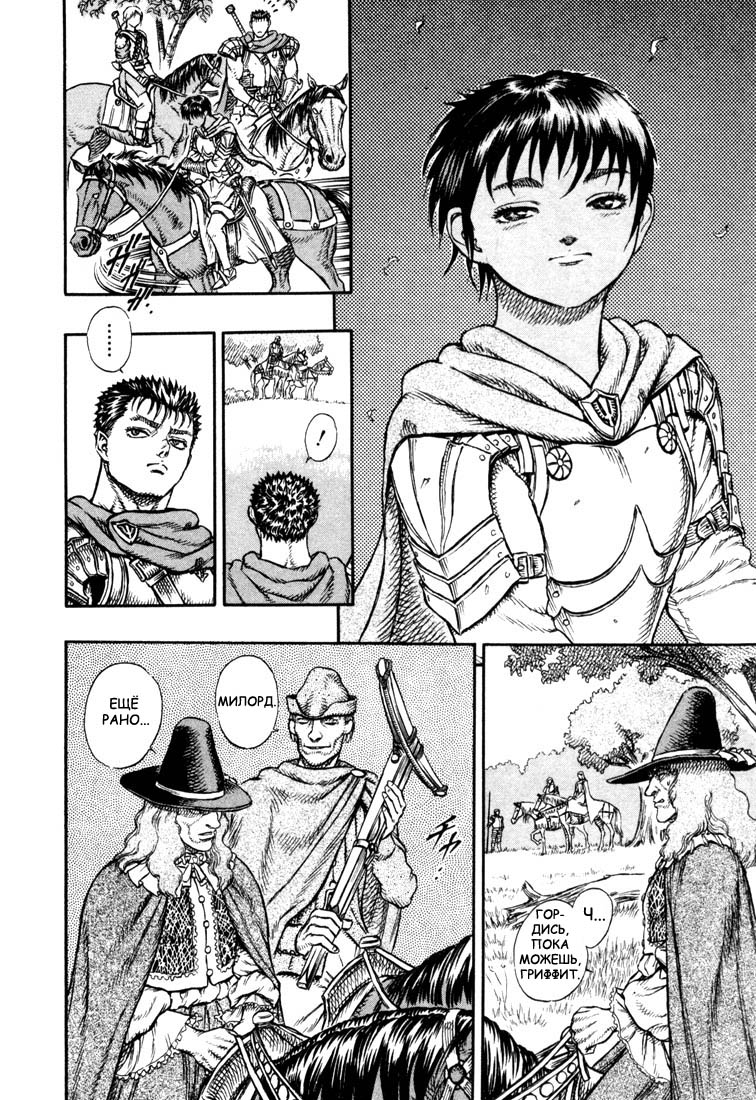 ......
!
Ч...
ГОР-
ДИСЬ,
ПОКА
МОЖЕШЬ,
ГРИФФИТ.
МИЛОРД.
ЕЩЁ
РАНО...